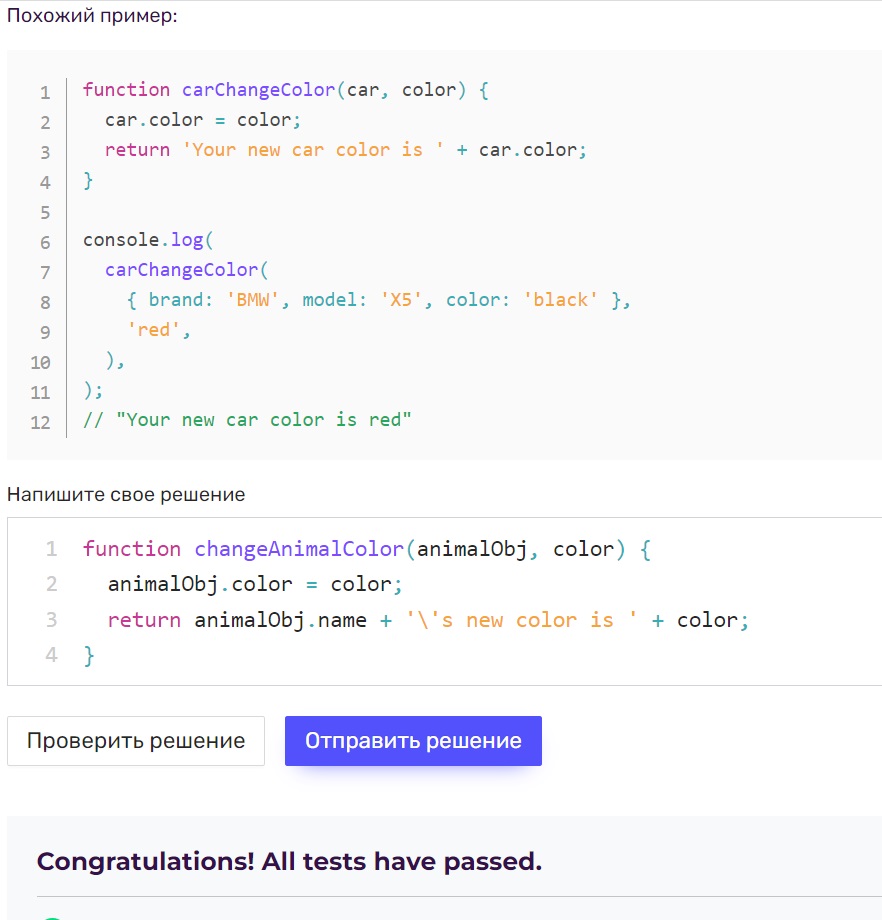 Похожий пример:
1 function carChangeColor(car, color) {
2   car.color = color;
3   return 'Your new car color is ' + car.color;
4 }
5
6 console.log(
7   carChangeColor(
8     { brand: 'BMW', model: 'X5', color: 'black' },
9     'red',
10   ),
11 );
12 // "Your new car color is red"
Напишите свое решение
1 function changeAnimalColor(animalObj, color) {
2   animalObj.color = color;
3   return animalObj.name + '\'s new color is ' + color;
4 }
Проверить решение Отправить решение
Congratulations! All tests have passed.